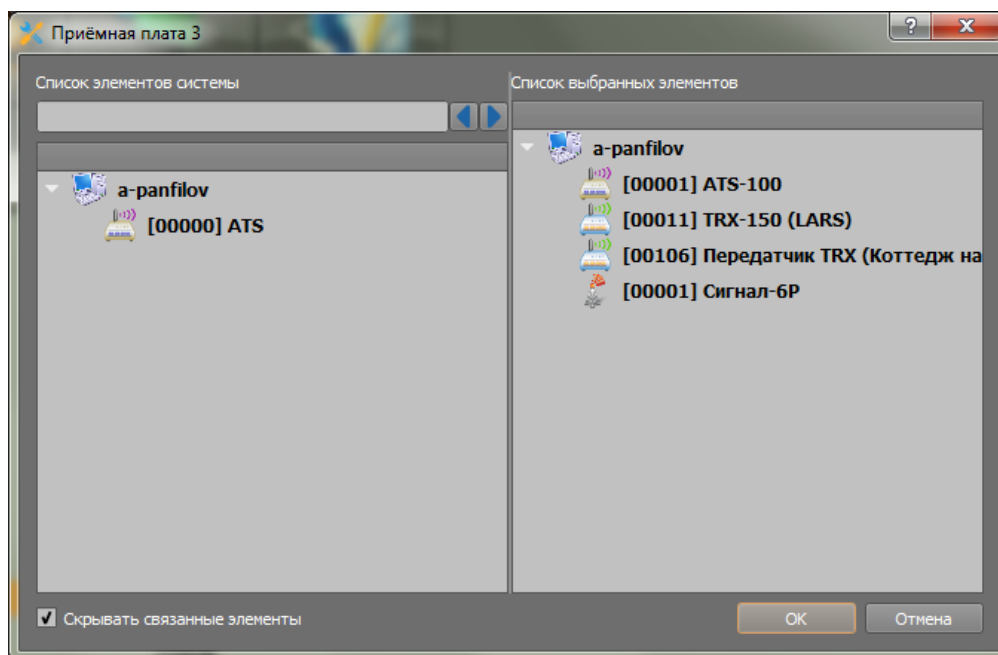 Приёмная плата 3
Список элементов системы
a-panfilov
[00000] ATS
Скрывать связанные элементы
Список выбранных элементов
a-panfilov
[00001] ATS-100
[00011] TRX-150 (LARS)
[00106] Передатчик TRX (Коттедж на
[00001] Сигнал-6Р
OK
Отмена